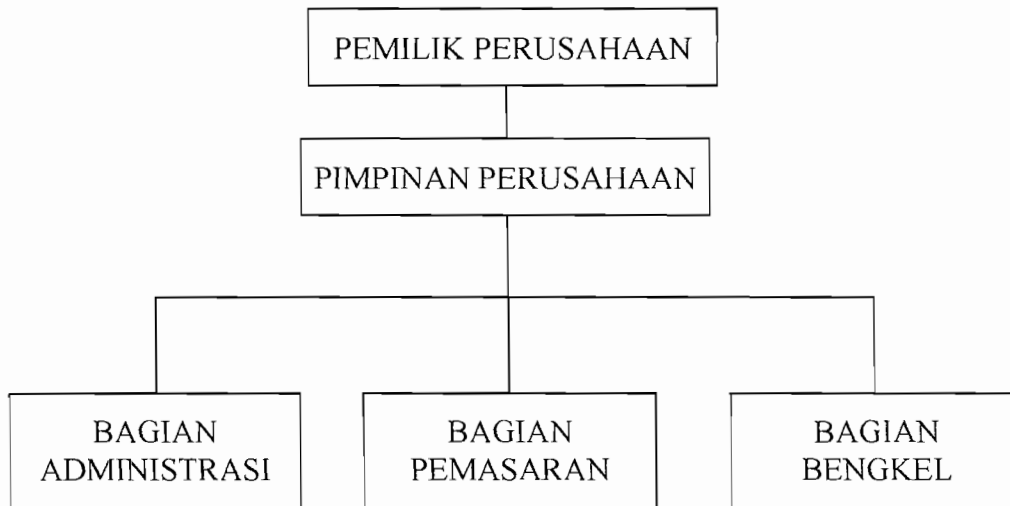 PEMILIK PERUSAHAAN
PIMPINAN PERUSAHAAN
BAGIAN
ADMINISTRASI
BAGIAN
PEMASARAN
BAGIAN
BENGKEL